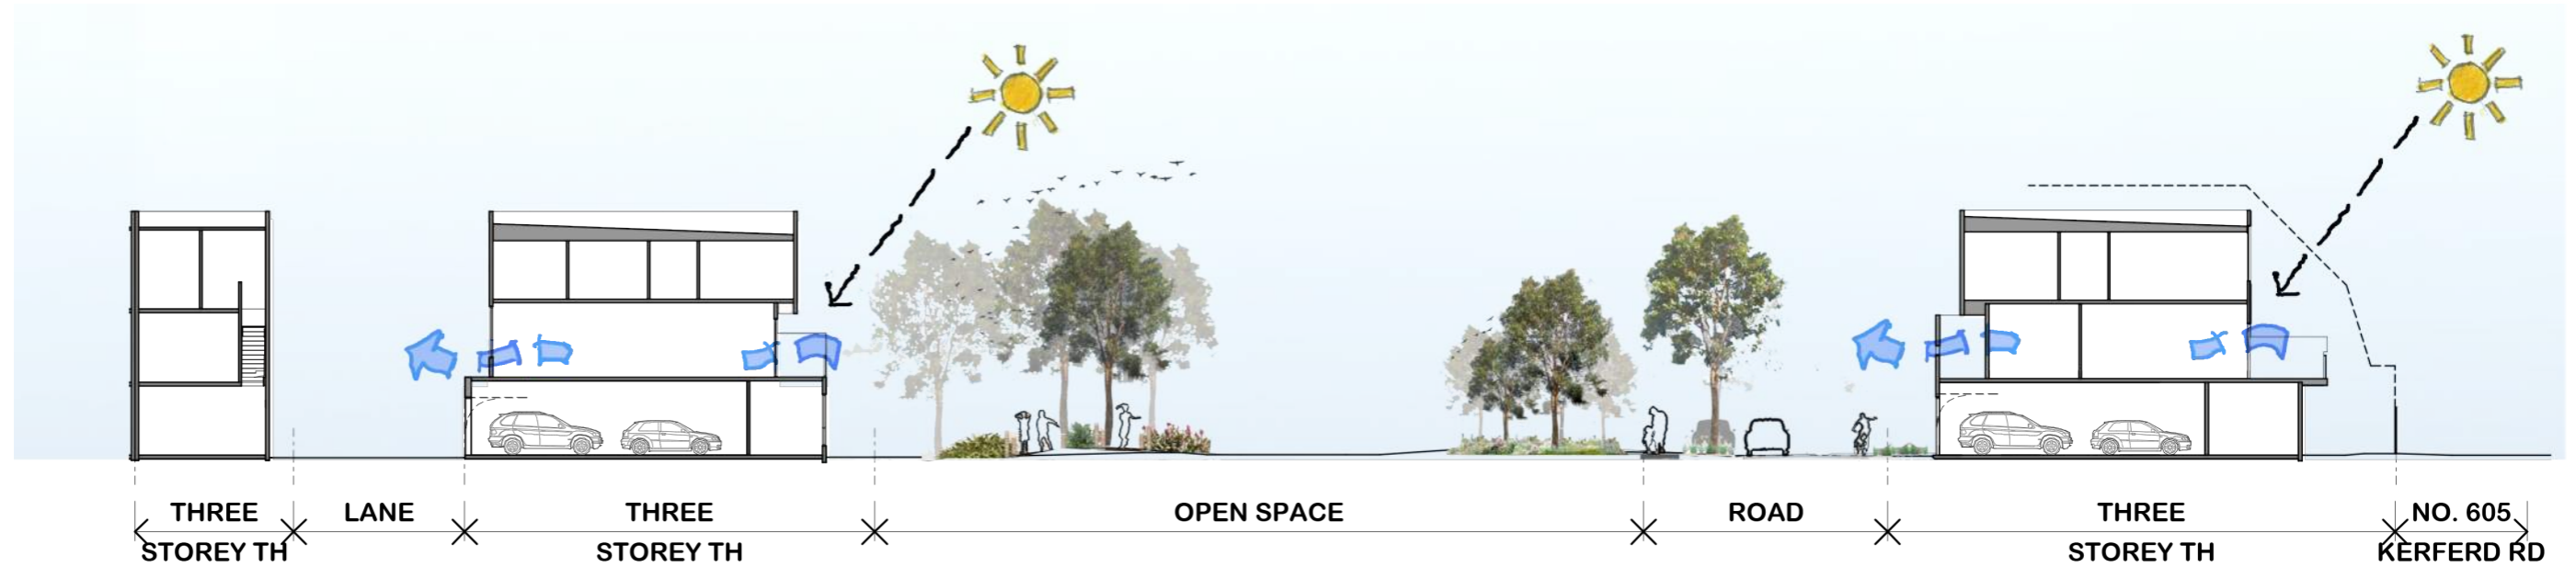 THREE
STOREY TH
LANE
THREE
STOREY TH
OPEN SPACE
ROAD
THREE
STOREY TH
NO. 605
KERFERD RD